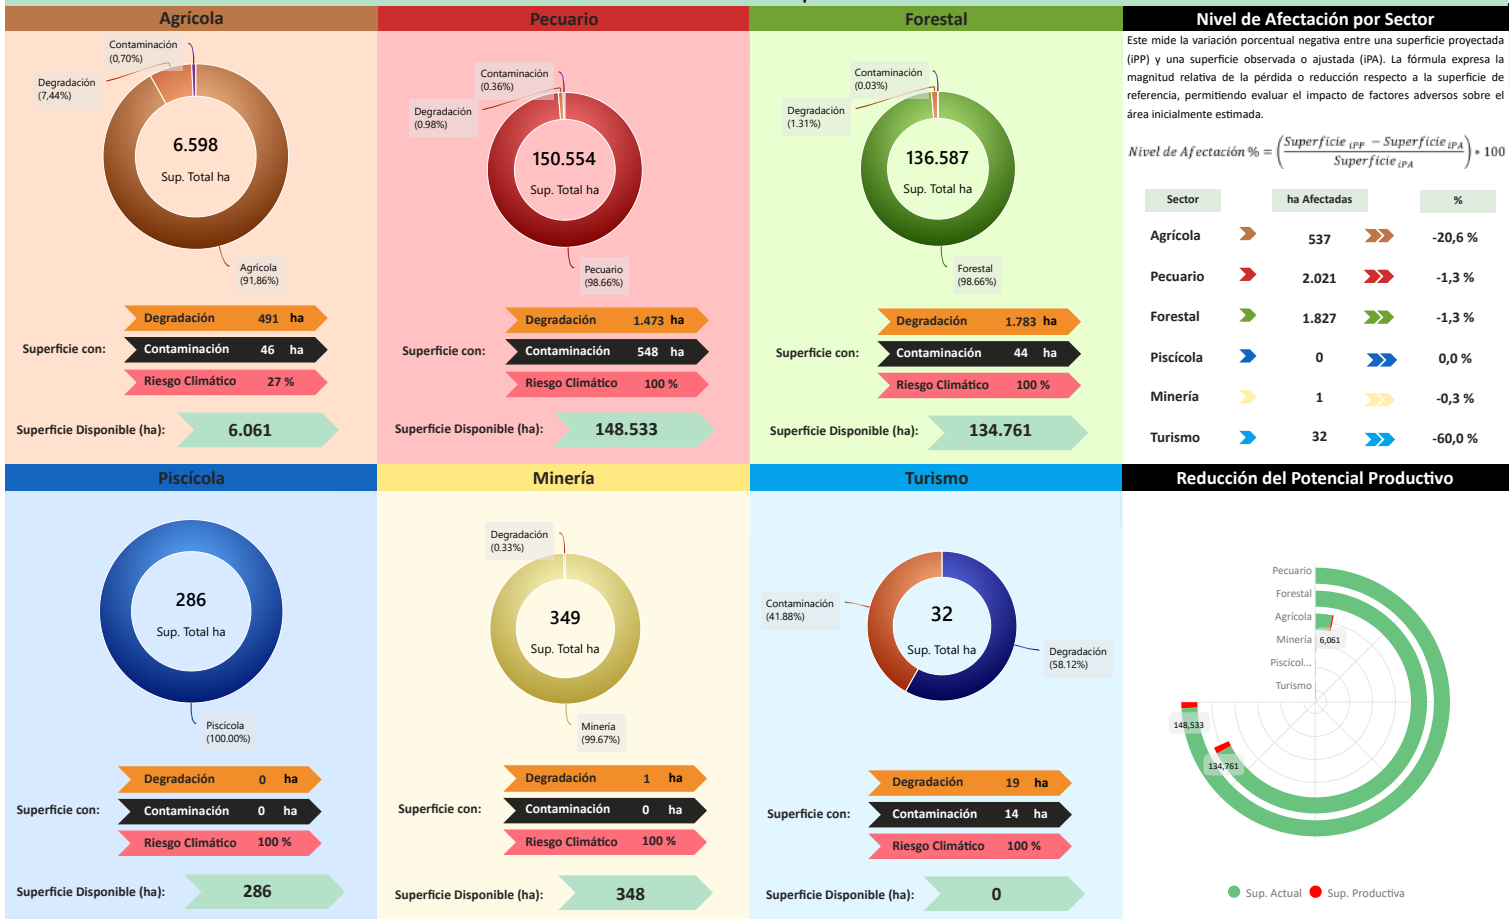 Agrícola
Contaminación
(0,70%)
Degradación
(7,44%)
6.598
Sup. Total ha
Agrícola
(91,86%)
Superficie con:
Degradación 491 ha
Contaminación 46 ha
Riesgo Climático 27 %
Superficie Disponible (ha): 6.061
Pecuario
Contaminación
(0.36%)
Degradación
(0.98%)
150.554
Sup. Total ha
Pecuario
(98.66%)
Superficie con:
Degradación 1.473 ha
Contaminación 548 ha
Riesgo Climático 100 %
Superficie Disponible (ha): 148.533
Forestal
Contaminación
(0.03%)
Degradación
(1.31%)
136.587
Sup. Total ha
Forestal
(98.66%)
Superficie con:
Degradación 1.783 ha
Contaminación 44 ha
Riesgo Climático 100 %
Superficie Disponible (ha): 134.761
Nivel de Afectación por Sector
Este mide la variación porcentual negativa entre una superficie proyectada
(iPP) y una superficie observada o ajustada (iPA). La fórmula expresa la
magnitud relativa de la pérdida o reducción respecto a la superficie de
referencia, permitiendo evaluar el impacto de factores adversos sobre el
área inicialmente estimada.
Nivel de Afectación % = (Superficie iPP − Superficie iPA / Superficie iPA) * 100
Sector ha Afectadas %
Agrícola 537 -20,6 %
Pecuario 2.021 -1,3 %
Forestal 1.827 -1,3 %
Piscícola 0 0,0 %
Minería 1 -0,3 %
Turismo 32 -60,0 %
Piscícola
286
Sup. Total ha
Piscícola
(100.00%)
Superficie con:
Degradación 0 ha
Contaminación 0 ha
Riesgo Climático 100 %
Superficie Disponible (ha): 286
Minería
Degradación
(0.33%)
349
Sup. Total ha
Minería
(99.67%)
Superficie con:
Degradación 1 ha
Contaminación 0 ha
Riesgo Climático 100 %
Superficie Disponible (ha): 348
Turismo
Contaminación
(41.88%)
32
Sup. Total ha
Degradación
(58.12%)
Superficie con:
Degradación 19 ha
Contaminación 14 ha
Riesgo Climático 100 %
Superficie Disponible (ha): 0
Reducción del Potencial Productivo
Pecuario
Forestal
Agrícola
Minería
Piscícol...
Turismo
6,061
148,533
134,761
Sup. Actual Sup. Productiva